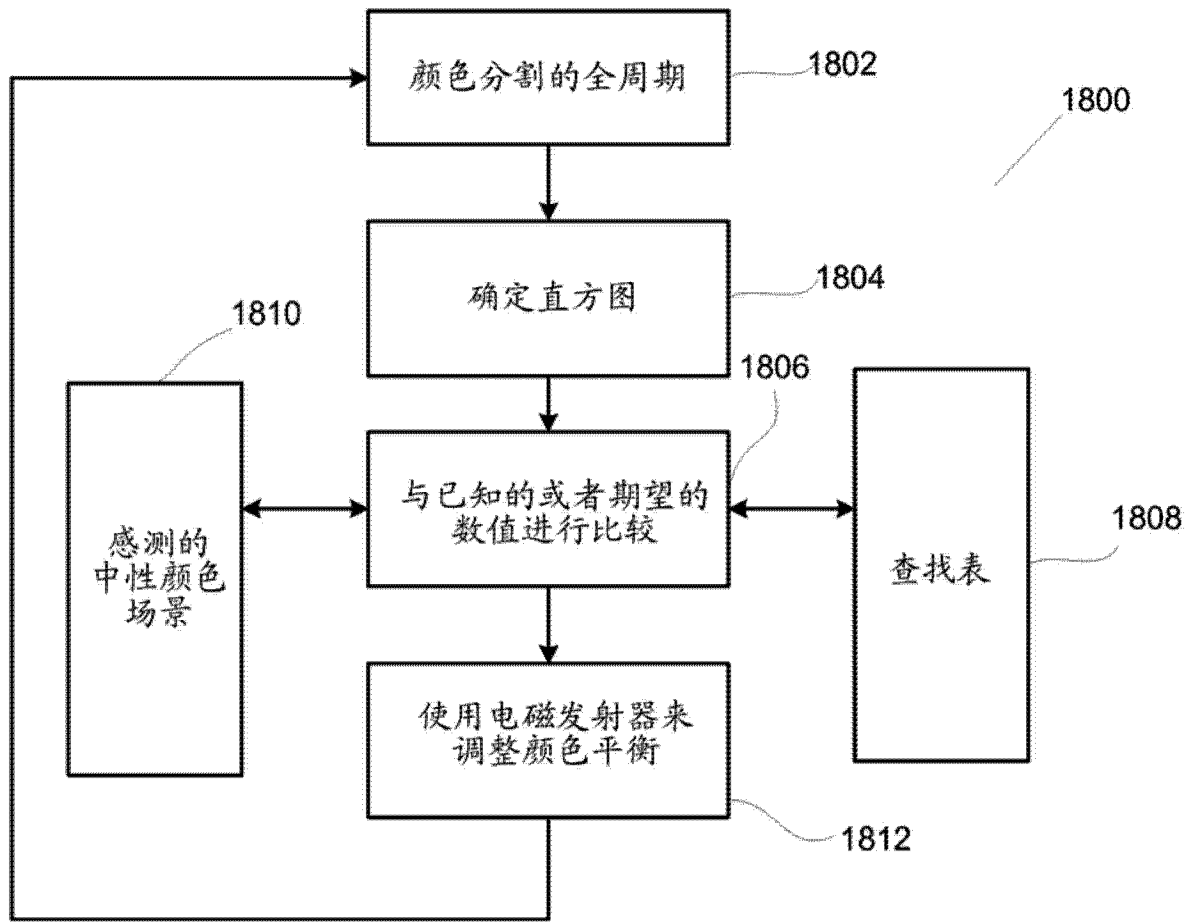 颜色分割的全周期
1802
1800
确定直方图
1804
1810
1806
与已知的或者期望的
数值进行比较
感测的
中性颜色
场景
查找表
1808
使用电磁发射器来
调整颜色平衡
1812